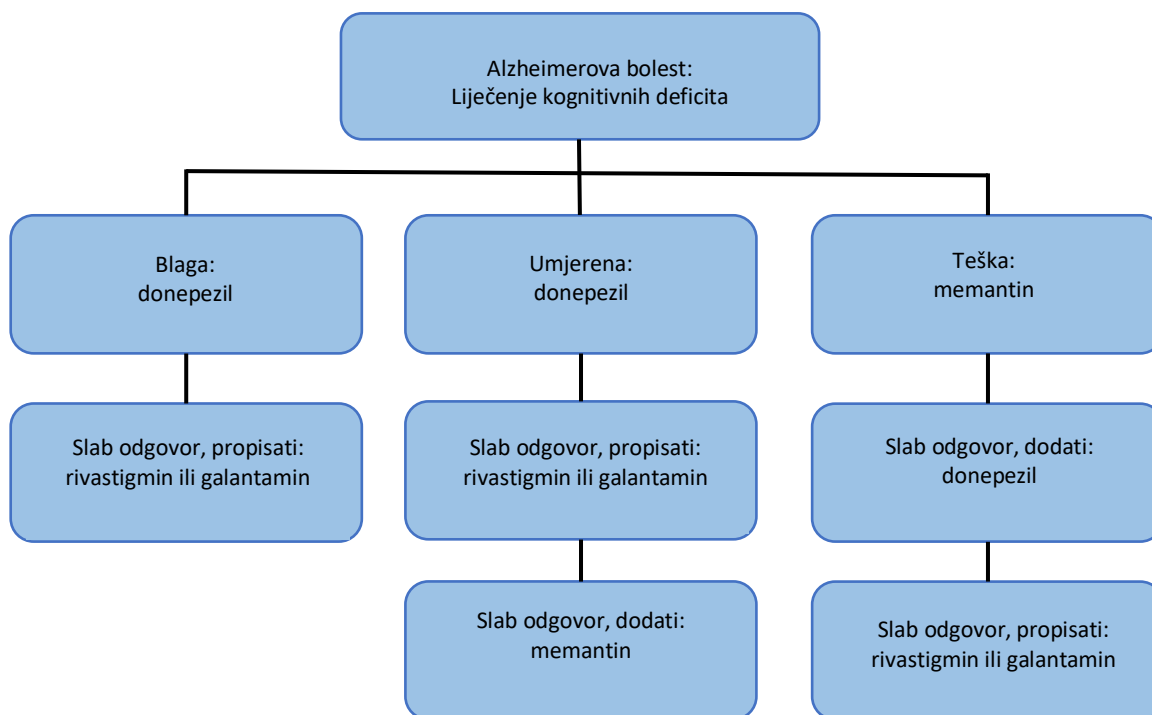 Alzheimerova bolest:
Liječenje kognitivnih deficita
Blaga:
donepezil
Umjerena:
donepezil
Teška:
memantin
Slab odgovor, propisati:
rivastigmin ili galantamin
Slab odgovor, propisati:
rivastigmin ili galantamin
Slab odgovor, dodati:
donepezil
Slab odgovor, dodati:
memantin
Slab odgovor, propisati:
rivastigmin ili galantamin